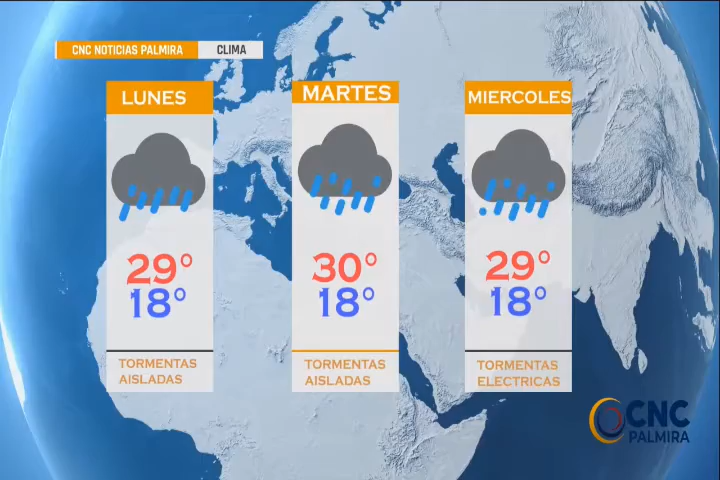 CNC NOTICIAS PALMIRA CLIMA
LUNES
29°
18°
TORMENTAS
AISLADAS
MARTES
30°
18°
TORMENTAS
AISLADAS
MIERCOLES
29°
18°
TORMENTAS
ELECTRICAS
CNC
PALMIRA